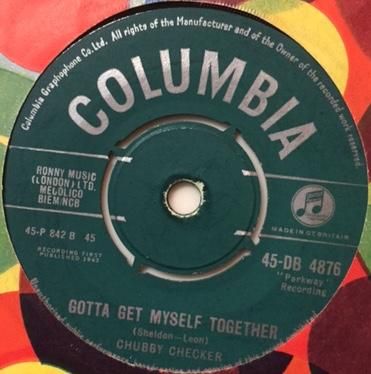 Columbia Graphophone Co. Ltd. All rights of the Manufacturer and of the Owner of the recorded work reserved.
COLUMBIA
RONNY MUSIC
(LONDON) LTD.
MECOLICO
BIEM/NCB
45-P 842 B 45
RECORDING FIRST
PUBLISHED 1962
MADE IN GT. BRITAIN
45-DB 4876
"Parkway"
Recording
GOTTA GET MYSELF TOGETHER
(Sheldon-Leon)
CHUBBY CHECKER
Unauthorised